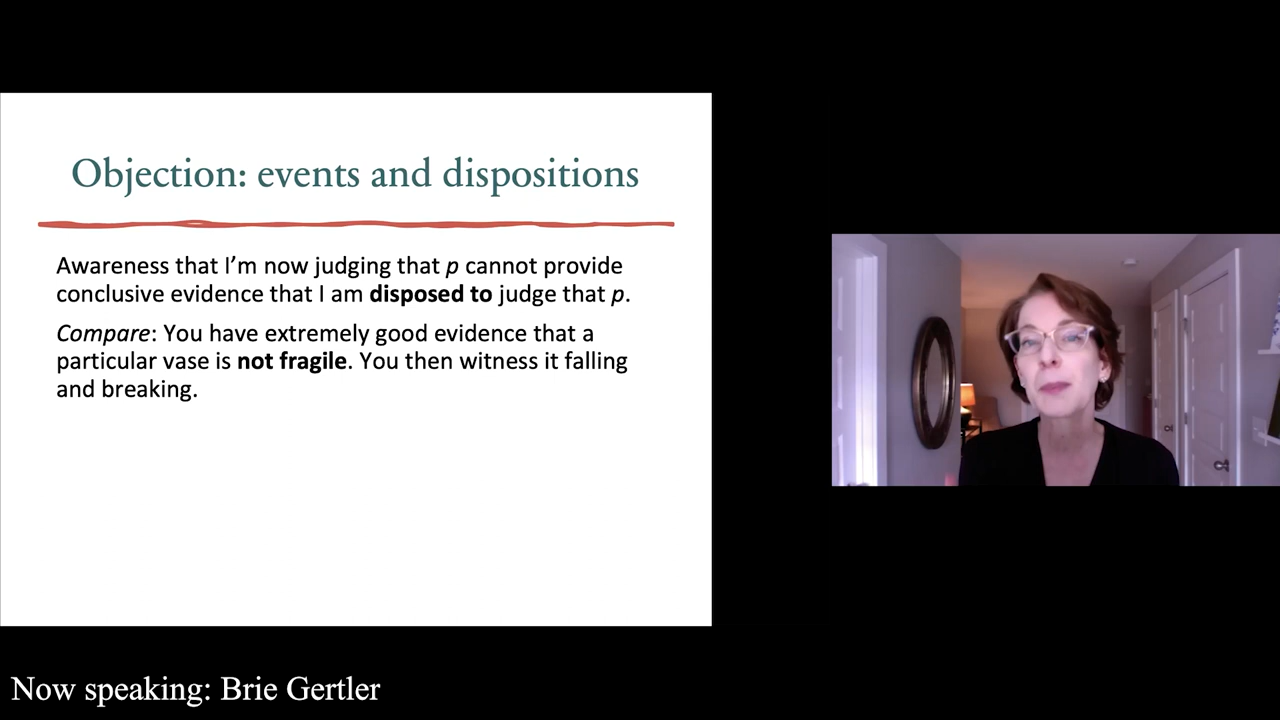 Objection: events and dispositions
Awareness that I’m now judging that p cannot provide
conclusive evidence that I am disposed to judge that p.
Compare: You have extremely good evidence that a
particular vase is not fragile. You then witness it falling
and breaking.
Now speaking: Brie Gertler